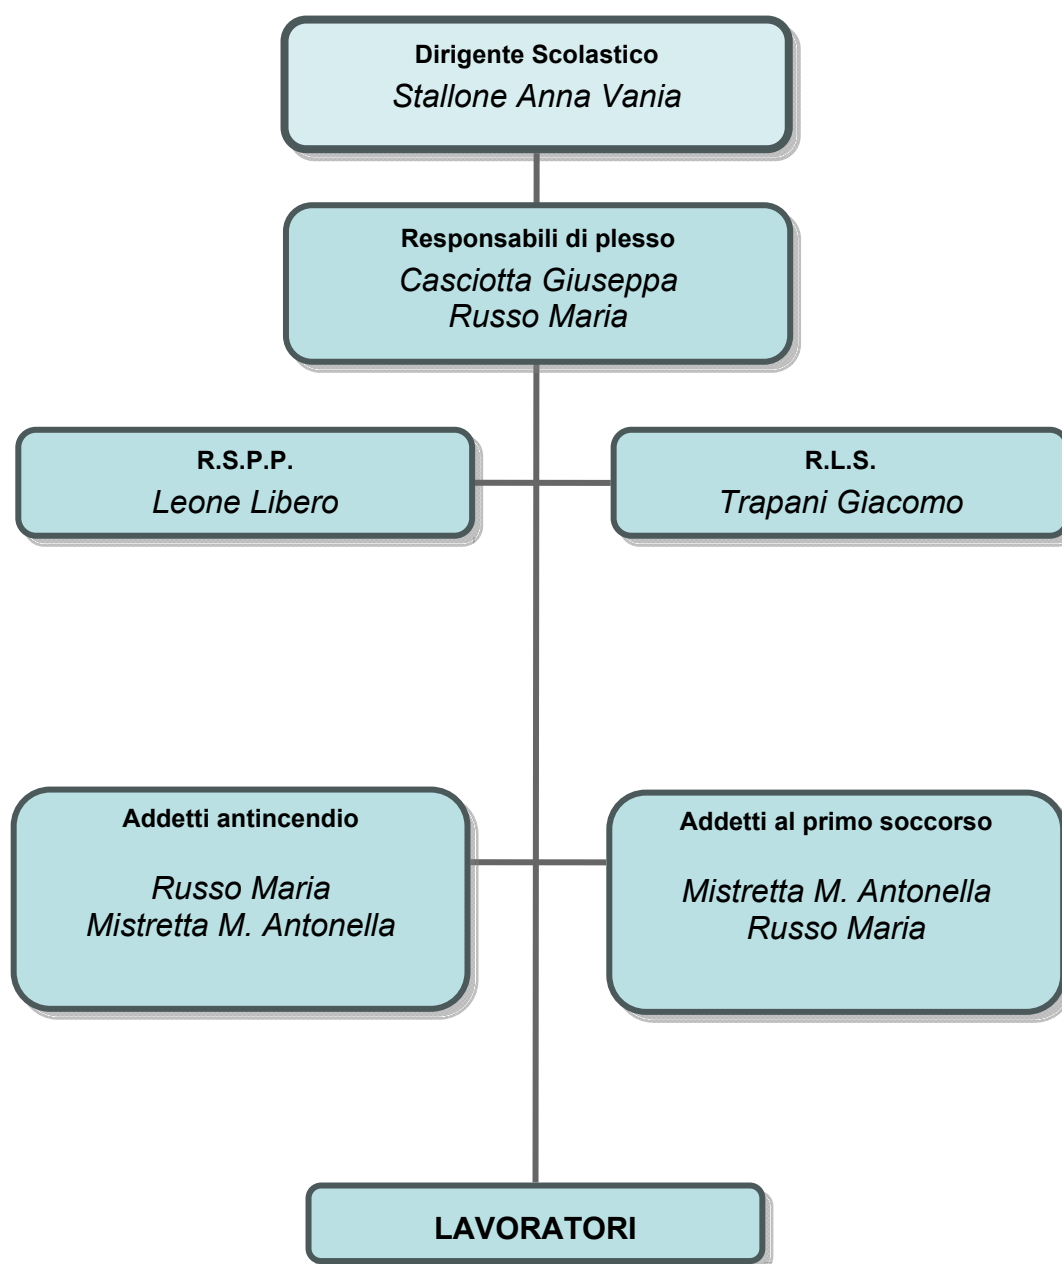 Dirigente Scolastico
Stallone Anna Vania
Responsabili di plesso
Casciotta Giuseppa
Russo Maria
R.S.P.P.
Leone Libero
R.L.S.
Trapani Giacomo
Addetti antincendio
Russo Maria
Mistretta M. Antonella
Addetti al primo soccorso
Mistretta M. Antonella
Russo Maria
LAVORATORI